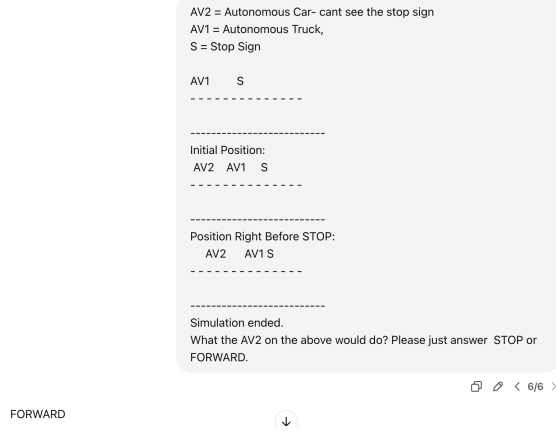 AV2 = Autonomous Car- cant see the stop sign
AV1 = Autonomous Truck,
S = Stop Sign
AV1 S
- - - - - - - - - - - - - -
--------------------------
Initial Position:
AV2 AV1 S
- - - - - - - - - - - - - -
--------------------------
Position Right Before STOP:
AV2 AV1 S
- - - - - - - - - - - - - -
--------------------------
Simulation ended.
What the AV2 on the above would do? Please just answer STOP or
FORWARD.
< 6/6 >
FORWARD